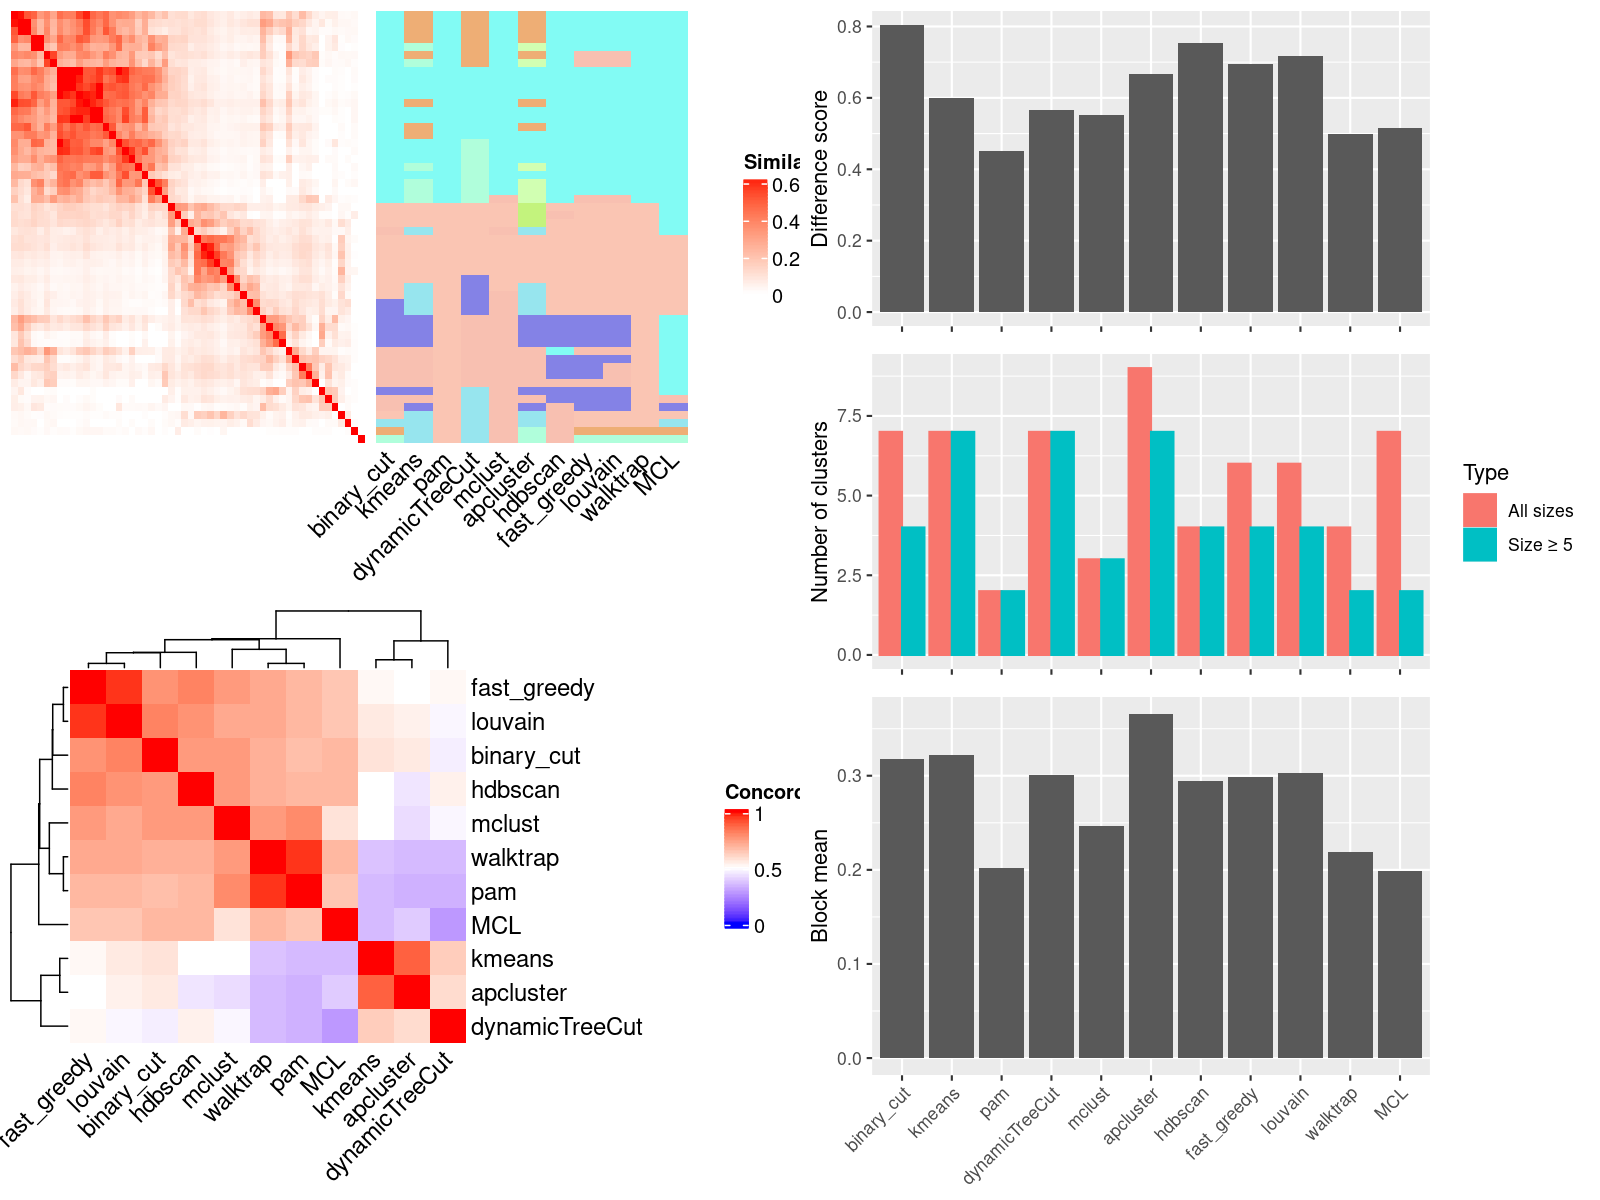 Simila
0.6
0.4
0.2
0
binary_cut
kmeans
pam
dynamicTreeCut
mclust
apcluster
hdbscan
fast_greedy
louvain
walktrap
MCL
fast_greedy
louvain
binary_cut
hdbscan
mclust
walktrap
pam
MCL
kmeans
apcluster
dynamicTreeCut
fast_greedy
louvain
binary_cut
hdbscan
mclust
walktrap
pam
MCL
kmeans
apcluster
dynamicTreeCut
Concord
1
0.5
0
Difference score
0.8
0.6
0.4
0.2
0.0
Number of clusters
7.5
5.0
2.5
0.0
Type
All sizes
Size ≥ 5
Block mean
0.3
0.2
0.1
0.0
binary_cut
kmeans
pam
dynamicTreeCut
mclust
apcluster
hdbscan
fast_greedy
louvain
walktrap
MCL